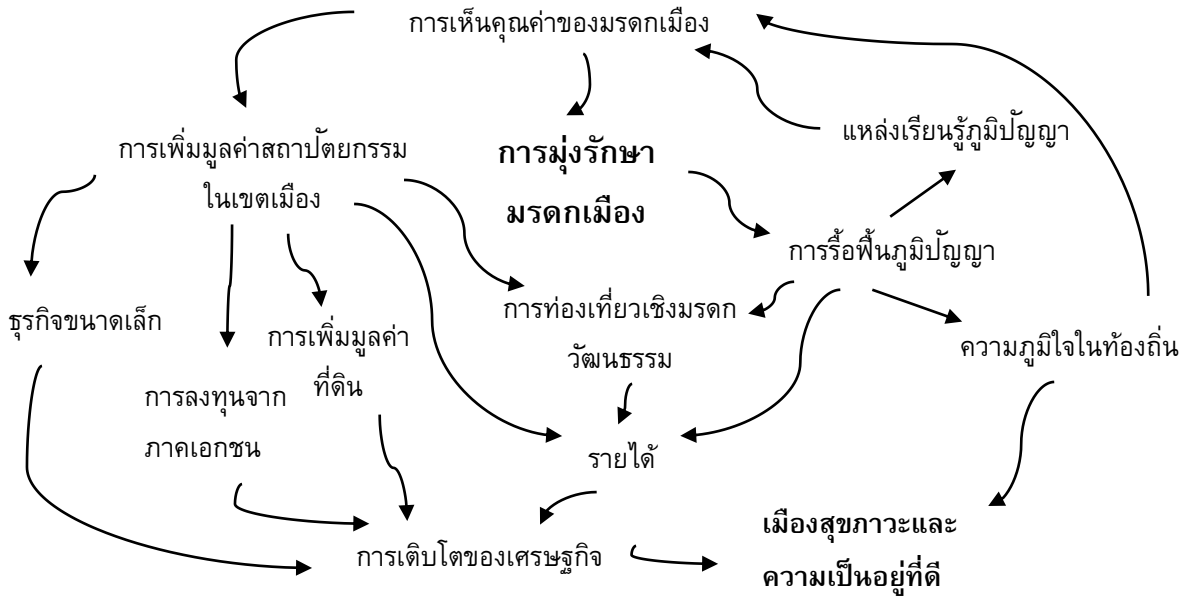 การเห็นคุณค่าของมรดกเมือง
แหล่งเรียนรู้ภูมิปัญญา
การเพิ่มมูลค่าสถาปัตยกรรม
ในเขตเมือง
การมุ่งรักษา
มรดกเมือง
การรื้อฟื้นภูมิปัญญา
ธุรกิจขนาดเล็ก
การเพิ่มมูลค่า
ที่ดิน
การท่องเที่ยวเชิงมรดก
วัฒนธรรม
ความภูมิใจในท้องถิ่น
การลงทุนจาก
ภาคเอกชน
รายได้
การเติบโตของเศรษฐกิจ
เมืองสุขภาวะและ
ความเป็นอยู่ที่ดี